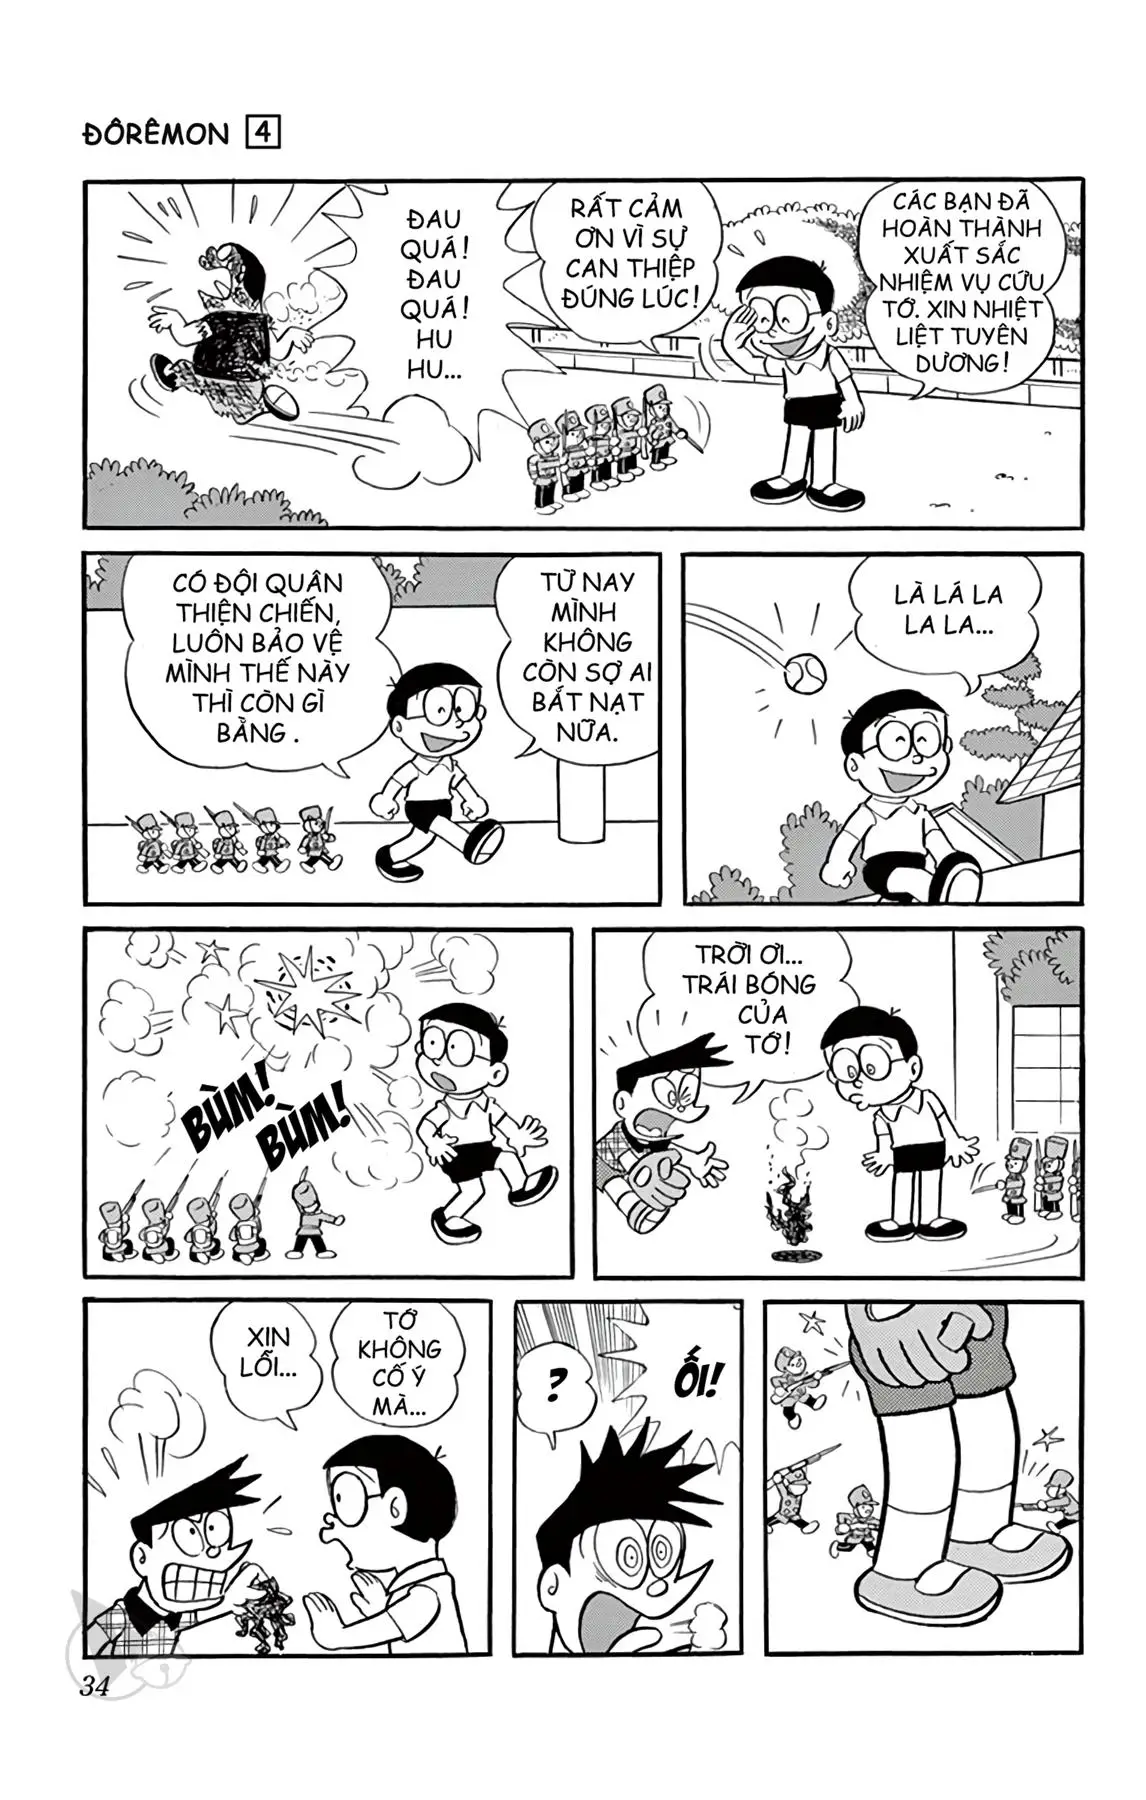 ĐÔRÊMON 4
ĐAU
QUÁ!
ĐAU
QUÁ!
HU
HU...
RẤT CẢM
ƠN VÌ SỰ
CAN THIỆP
ĐÚNG LÚC!
CÁC BẠN ĐÃ
HOÀN THÀNH
XUẤT SẮC
NHIỆM VỤ CỨU
TỚ. XIN NHIỆT
LIỆT TUYÊN
DƯƠNG!
CÓ ĐỘI QUÂN
THIỆN CHIẾN,
LUÔN BẢO VỆ
MÌNH THẾ NÀY
THÌ CÒN GÌ
BẰNG .
TỪ NAY
MÌNH
KHÔNG
CÒN SỢ AI
BẮT NẠT
NỮA.
LÀ LÁ LA
LA LA...
BÙM!
BÙM!
TRỜI ƠI...
TRÁI BÓNG
CỦA
TỚ!
XIN
LỖI...
TỚ
KHÔNG
CỐ Ý
MÀ...
?
ỐI!
34